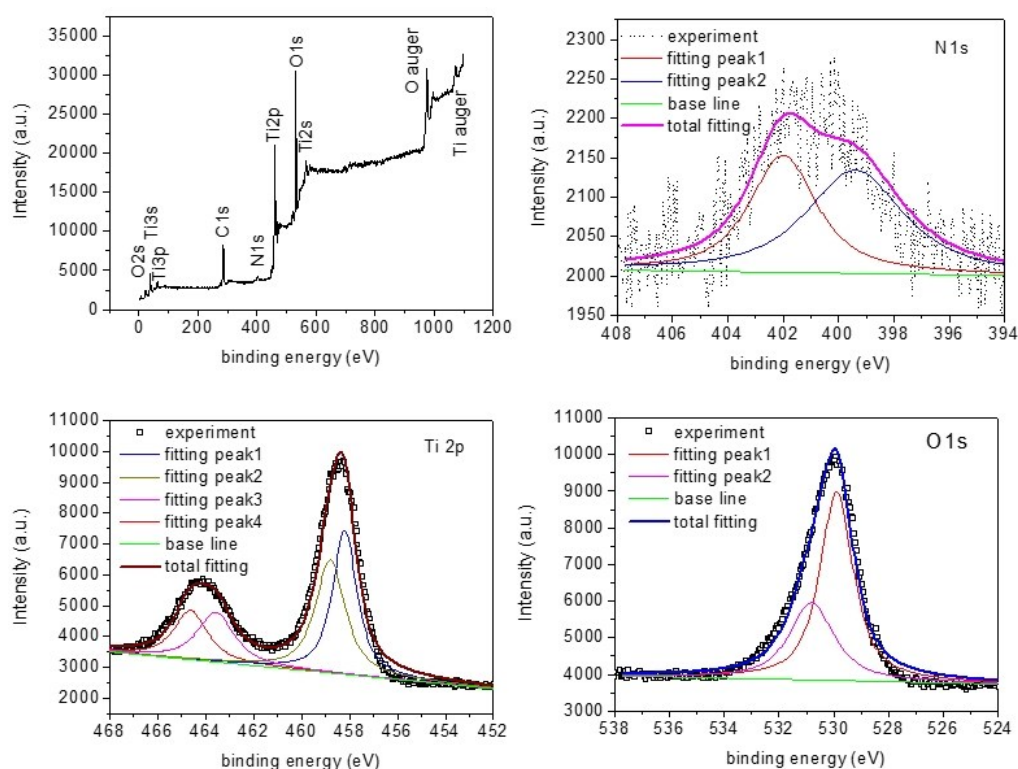 35000
30000
25000
20000
15000
10000
5000
0
Intensity (a.u.)
O2s
Ti3s
Ti3p
C1s
N1s
Ti2p
O1s
Ti2s
O auger
Ti auger
0 200 400 600 800 1000 1200
binding energy (eV)
2300
2250
2200
2150
2100
2050
2000
1950
Intensity (a.u.)
experiment
fitting peak1
fitting peak2
base line
total fitting
N1s
408 406 404 402 400 398 396 394
binding energy (eV)
11000
10000
9000
8000
7000
6000
5000
4000
3000
2000
Intensity (a.u.)
experiment
fitting peak1
fitting peak2
fitting peak3
fitting peak4
base line
total fitting
Ti 2p
468 466 464 462 460 458 456 454 452
binding energy (eV)
11000
10000
9000
8000
7000
6000
5000
4000
3000
Intensity (a.u.)
experiment
fitting peak1
fitting peak2
base line
total fitting
O1s
538 536 534 532 530 528 526 524
binding energy (eV)